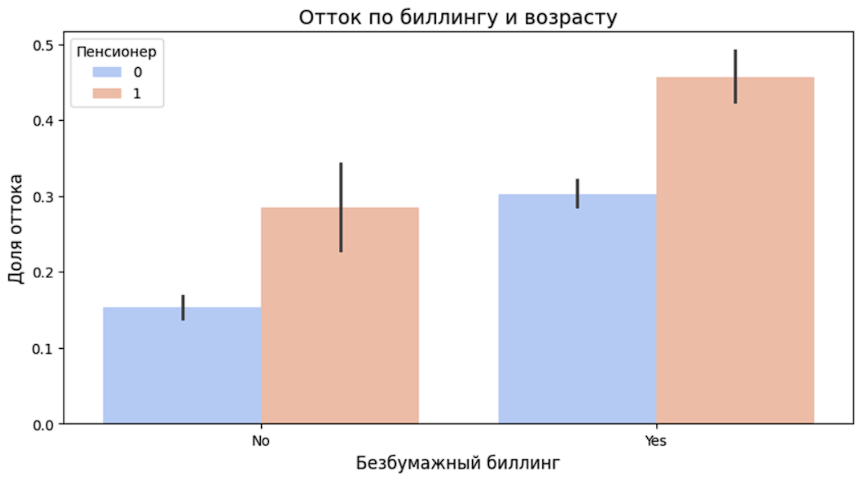 Отток по биллингу и возрасту
Пенсионер
0
1
Доля оттока
0.5
0.4
0.3
0.2
0.1
0.0
No
Yes
Безбумажный биллинг